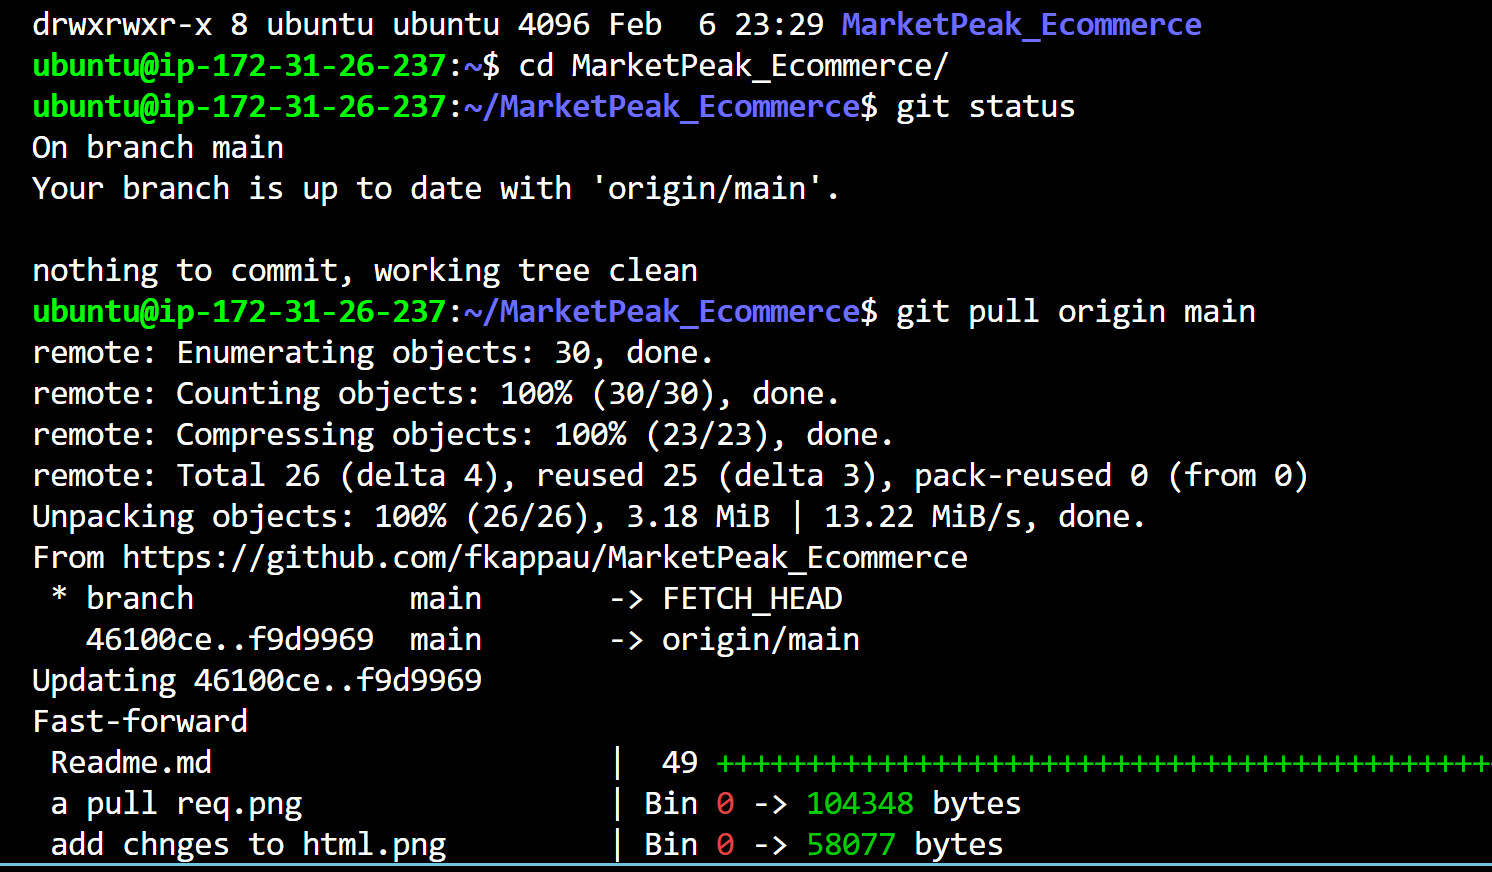 drwxrwxr-x 8 ubuntu ubuntu 4096 Feb  6 23:29 MarketPeak_Ecommerce
ubuntu@ip-172-31-26-237:~$ cd MarketPeak_Ecommerce/
ubuntu@ip-172-31-26-237:~/MarketPeak_Ecommerce$ git status
On branch main
Your branch is up to date with 'origin/main'.

nothing to commit, working tree clean
ubuntu@ip-172-31-26-237:~/MarketPeak_Ecommerce$ git pull origin main
remote: Enumerating objects: 30, done.
remote: Counting objects: 100% (30/30), done.
remote: Compressing objects: 100% (23/23), done.
remote: Total 26 (delta 4), reused 25 (delta 3), pack-reused 0 (from 0)
Unpacking objects: 100% (26/26), 3.18 MiB | 13.22 MiB/s, done.
From https://github.com/fkappau/MarketPeak_Ecommerce
 * branch            main       -> FETCH_HEAD
   46100ce..f9d9969  main       -> origin/main
Updating 46100ce..f9d9969
Fast-forward
 Readme.md                      |  49 +++++++++++++++++++++++++++++++++++++++++++
 a pull req.png                 | Bin 0 -> 104348 bytes
 add chnges to html.png         | Bin 0 -> 58077 bytes